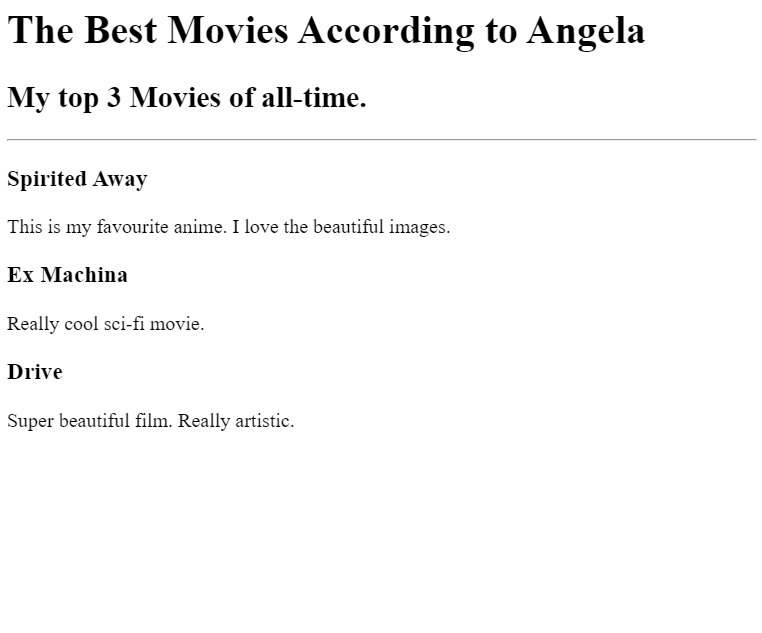 The Best Movies According to Angela
My top 3 Movies of all-time.
Spirited Away
This is my favourite anime. I love the beautiful images.
Ex Machina
Really cool sci-fi movie.
Drive
Super beautiful film. Really artistic.